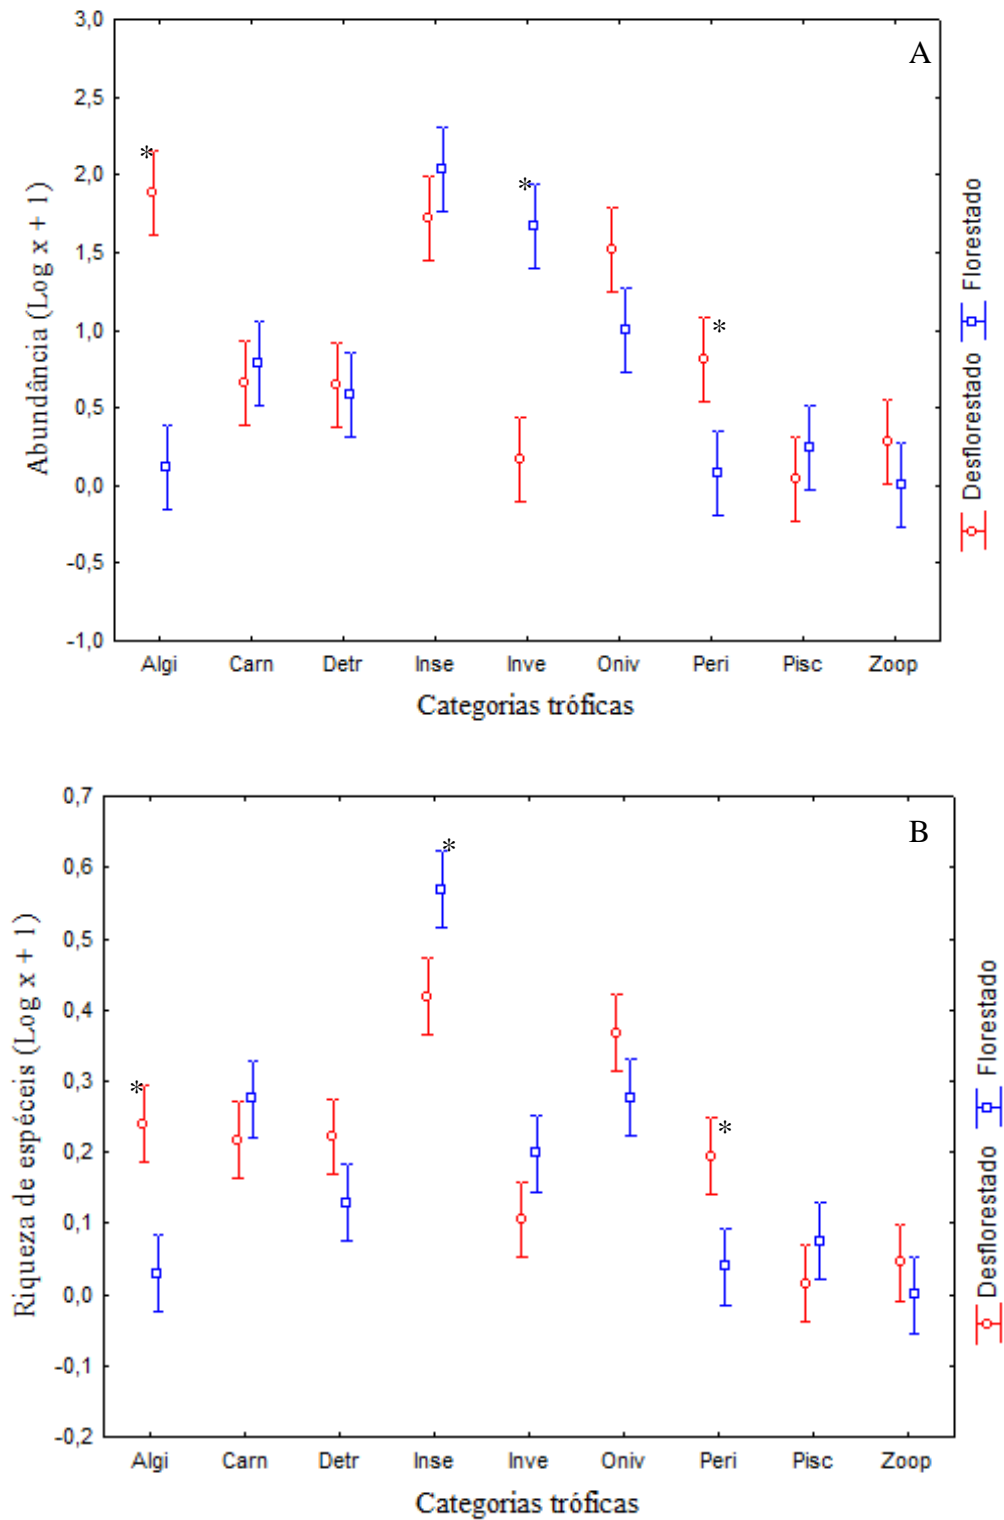 A
3,0
2,5
2,0
1,5
1,0
0,5
0,0
-0,5
-1,0
Abundância (Log x + 1)
*
*
*
Algi Carn Detr Inse Inve Oniv Peri Pisc Zoop
Categorias tróficas
Desflorestado Florestado
B
0,7
0,6
0,5
0,4
0,3
0,2
0,1
0,0
-0,1
-0,2
Riqueza de espéceis (Log x + 1)
*
*
*
Algi Carn Detr Inse Inve Oniv Peri Pisc Zoop
Categorias tróficas
Desflorestado Florestado